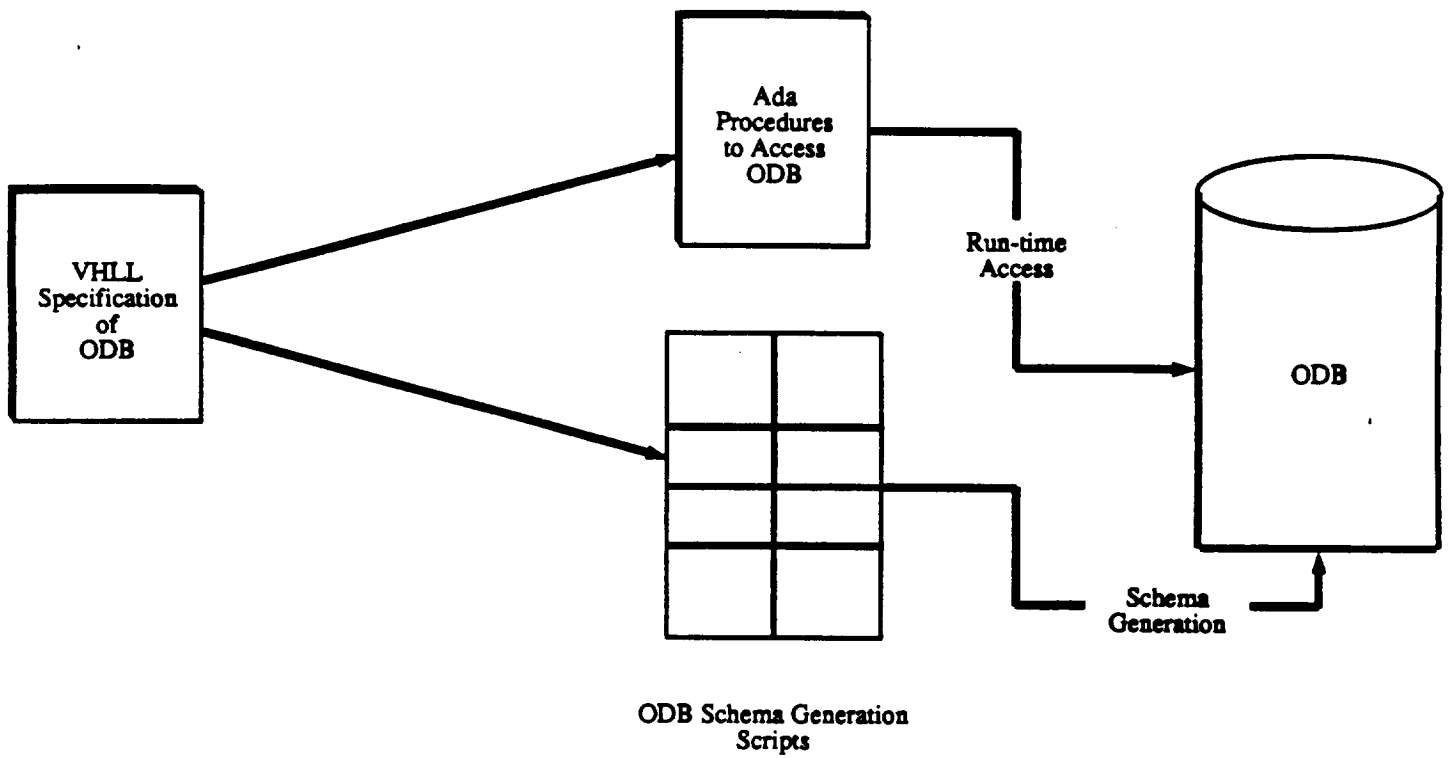 Ada
Procedures
to Access
ODB
VHLL
Specification
of
ODB
Run-time
Access
ODB
Schema
Generation
ODB Schema Generation
Scripts